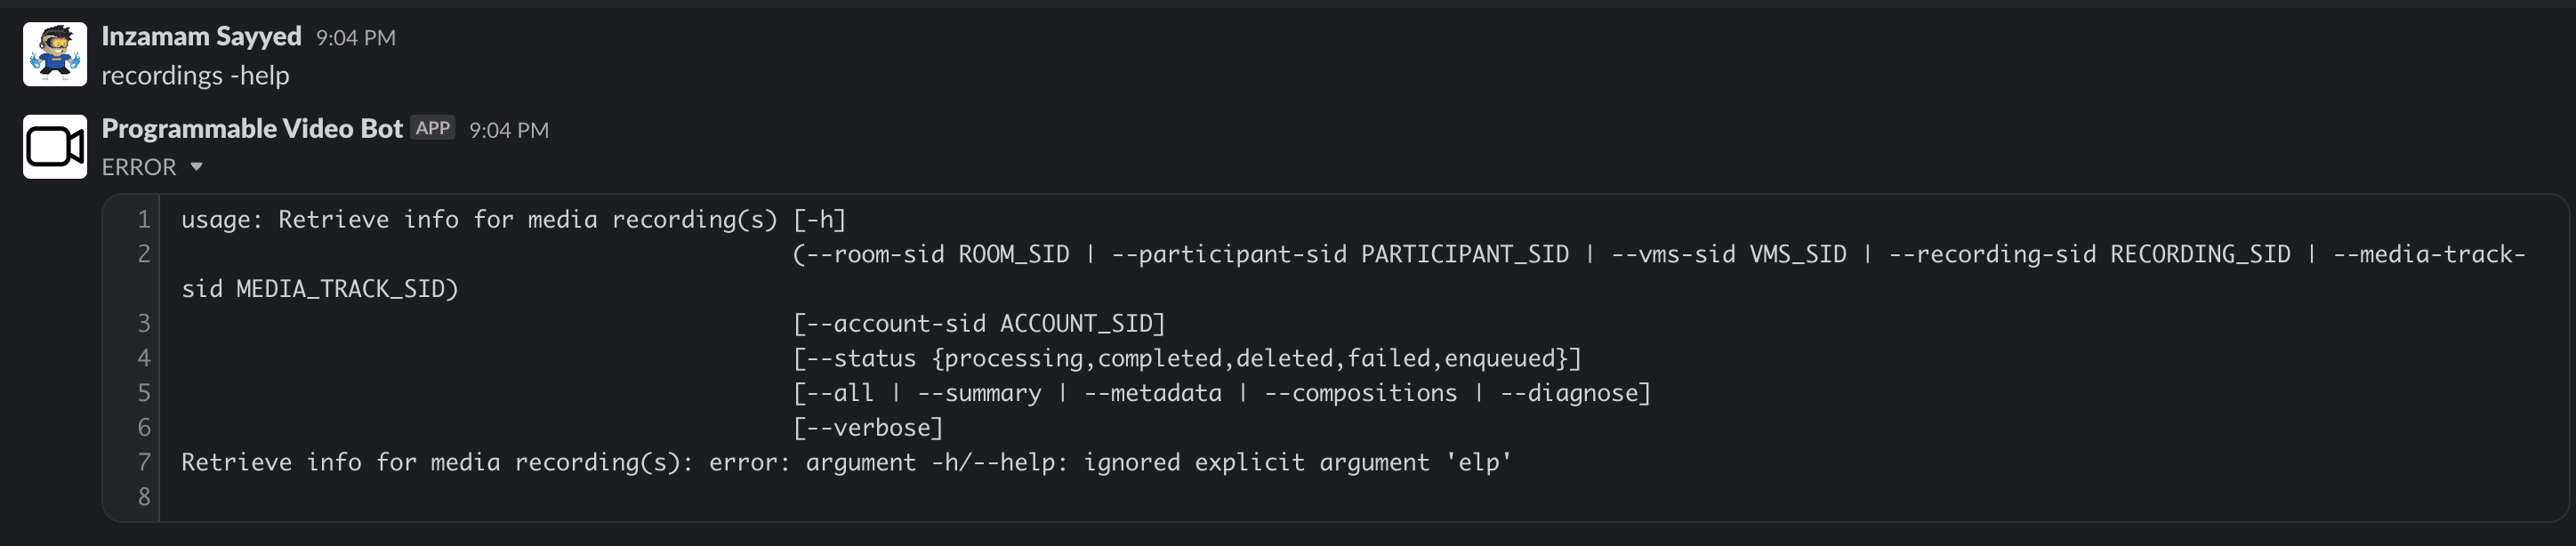 Inzamam Sayyed 9:04 PM
recordings -help
Programmable Video Bot APP 9:04 PM
ERROR
1 usage: Retrieve info for media recording(s) [-h]
2 (--room-sid ROOM_SID | --participant-sid PARTICIPANT_SID | --vms-sid VMS_SID | --recording-sid RECORDING_SID | --media-track-
sid MEDIA_TRACK_SID)
3 [--account-sid ACCOUNT_SID]
4 [--status {processing,completed,deleted,failed,enqueued}]
5 [--all | --summary | --metadata | --compositions | --diagnose]
6 [--verbose]
7 Retrieve info for media recording(s): error: argument -h/--help: ignored explicit argument 'elp'
8